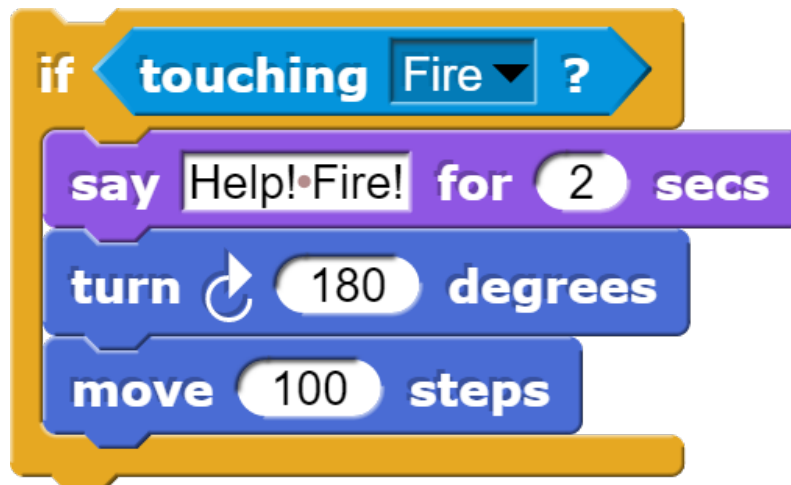 if touching Fire ?
say Help! Fire! for 2 secs
turn 180 degrees
move 100 steps